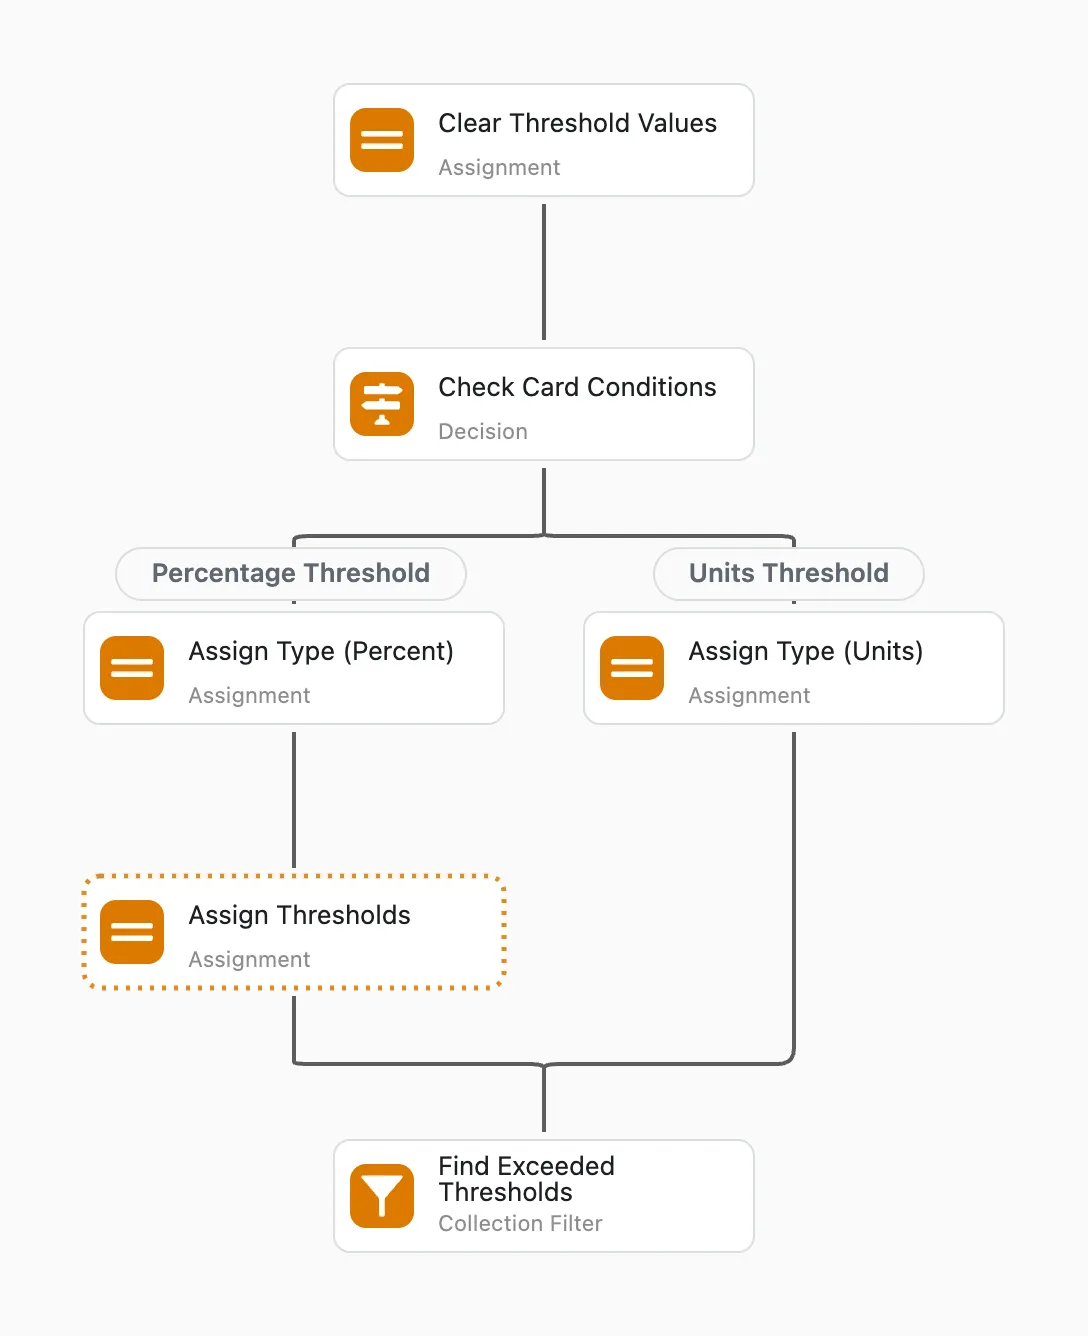 Clear Threshold Values
Assignment
Check Card Conditions
Decision
Percentage Threshold
Units Threshold
Assign Type (Percent)
Assignment
Assign Type (Units)
Assignment
Assign Thresholds
Assignment
Find Exceeded
Thresholds
Collection Filter